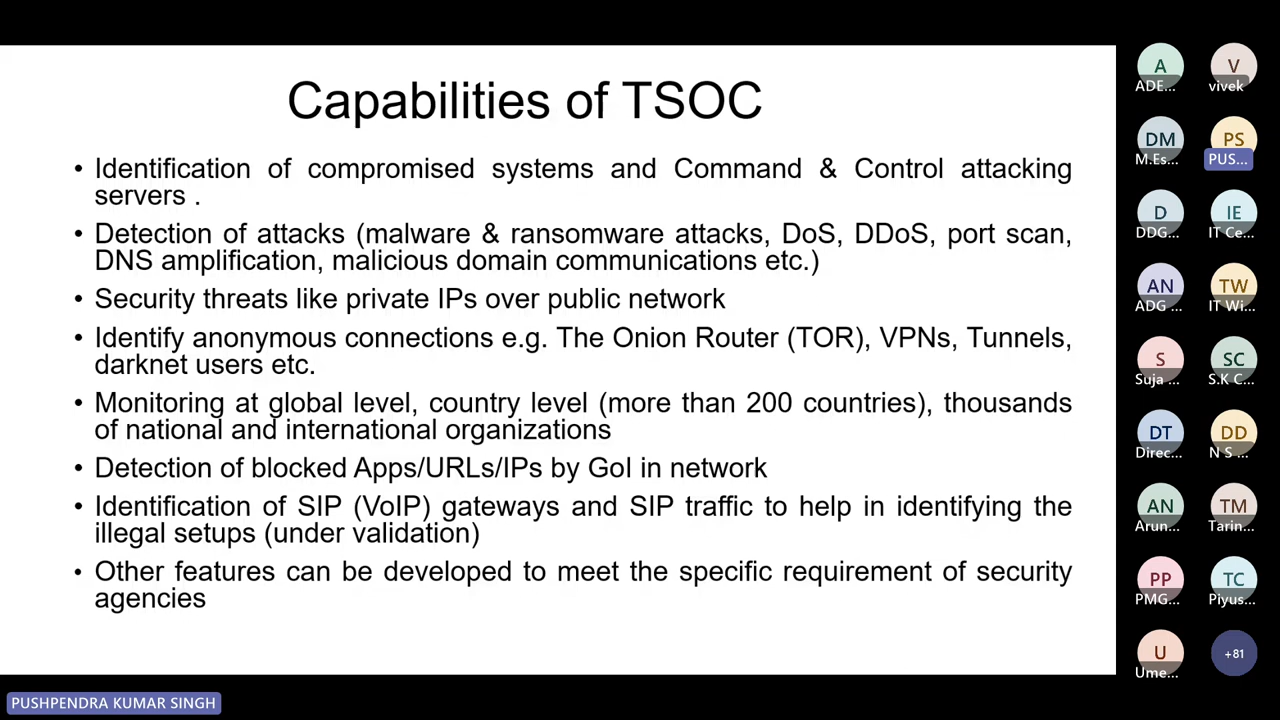 Capabilities of TSOC
• Identification of compromised systems and Command & Control attacking
servers .
• Detection of attacks (malware & ransomware attacks, DoS, DDoS, port scan,
DNS amplification, malicious domain communications etc.)
• Security threats like private IPs over public network
• Identify anonymous connections e.g. The Onion Router (TOR), VPNs, Tunnels,
darknet users etc.
• Monitoring at global level, country level (more than 200 countries), thousands
of national and international organizations
• Detection of blocked Apps/URLs/IPs by GoI in network
• Identification of SIP (VoIP) gateways and SIP traffic to help in identifying the
illegal setups (under validation)
• Other features can be developed to meet the specific requirement of security
agencies
A V
ADE... vivek
DM PS
M.Es... PUS...
D IE
DDG... IT Ce...
AN TW
ADG ... IT Wi...
S SC
Suja ... S.K C...
DT DD
Direc... N S ...
AN TM
Arun... Tarin...
PP TC
PMG... Piyus...
U +81
Ume...
PUSHPENDRA KUMAR SINGH